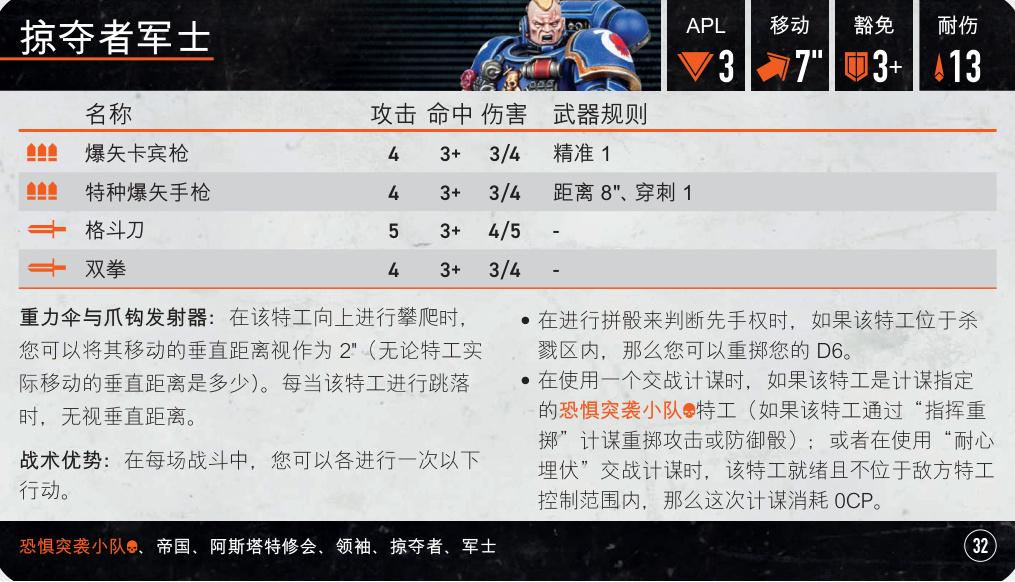 掠夺者军士
APL 移动 豁免 耐伤
3 7" 3+ 13
名称 攻击 命中 伤害 武器规则
爆矢卡宾枪 4 3+ 3/4 精准 1
特种爆矢手枪 4 3+ 3/4 距离 8"、穿刺 1
格斗刀 5 3+ 4/5 -
双拳 4 3+ 3/4 -
重力伞与爪钩发射器：在该特工向上进行攀爬时，
您可以将其移动的垂直距离视作为 2"（无论特工实
际移动的垂直距离是多少）。每当该特工进行跳落
时，无视垂直距离。
战术优势：在每场战斗中，您可以各进行一次以下
行动。
• 在进行拼骰来判断先手权时，如果该特工位于杀
戮区内，那么您可以重掷您的 D6。
• 在使用一个交战计谋时，如果该特工是计谋指定
的恐惧突袭小队特工（如果该特工通过“指挥重
掷”计谋重掷攻击或防御骰）；或者在使用“耐心
埋伏”交战计谋时，该特工就绪且不位于敌方特工
控制范围内，那么这次计谋消耗 0CP。
恐惧突袭小队、帝国、阿斯塔特修会、领袖、掠夺者、军士
32